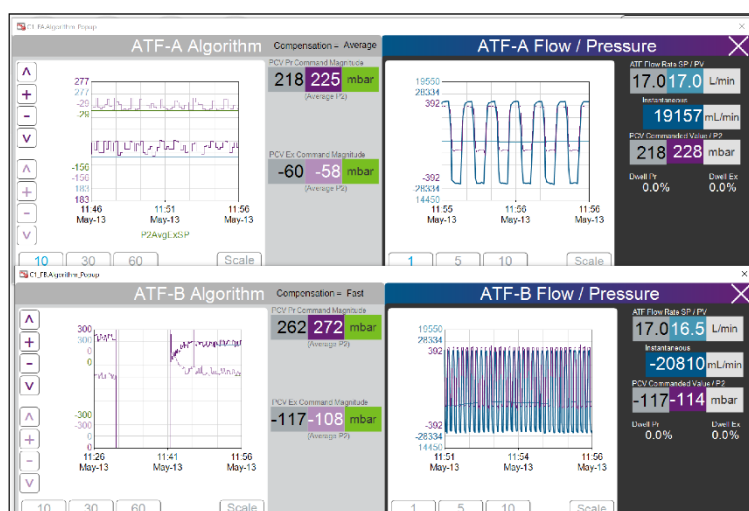 C1_FA.Algorithm_Popup
ATF-A Algorithm
Compensation = Average
ATF-A Flow / Pressure
PCV Pr Command Magnitude
218 225 mbar
(Average P2)
PCV Ex Command Magnitude
-60 -58 mbar
(Average P2)
277
277
-29
-29
-156
-156
183
183
11:46 11:51 11:56
May-13 May-13 May-13
P2AvgExSP
10 30 60 Scale
19550
28334
392
-392
28334
14450
11:55 11:55 11:56
May-13 May-13 May-13
1 5 10 Scale
ATF Flow Rate SP / PV
17.0 17.0 L/min
Instantaneous
19157 mL/min
PCV Commanded Value / P2
218 228 mbar
Dwell Pr Dwell Ex
0.0% 0.0%
C1_FB.Algorithm_Popup
ATF-B Algorithm
Compensation = Fast
ATF-B Flow / Pressure
PCV Pr Command Magnitude
262 272 mbar
(Average P2)
PCV Ex Command Magnitude
-117 -108 mbar
(Average P2)
300
300
0
0
-300
-300
0
0
11:26 11:41 11:56
May-13 May-13 May-13
10 30 60 Scale
19550
28334
392
-392
28334
14450
11:51 11:54 11:56
May-13 May-13 May-13
1 5 10 Scale
ATF Flow Rate SP / PV
17.0 16.5 L/min
Instantaneous
-20810 mL/min
PCV Commanded Value / P2
-117 -114 mbar
Dwell Pr Dwell Ex
0.0% 0.0%